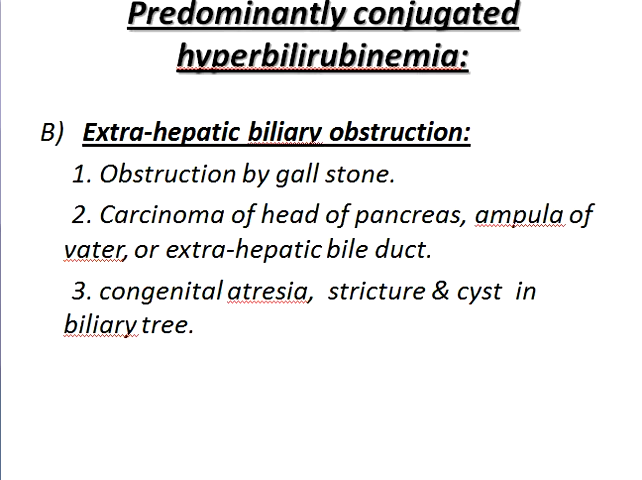 Predominantly conjugated
hyperbilirubinemia:
B) Extra-hepatic biliary obstruction:
1. Obstruction by gall stone.
2. Carcinoma of head of pancreas, ampula of
vater, or extra-hepatic bile duct.
3. congenital atresia, stricture & cyst in
biliary tree.